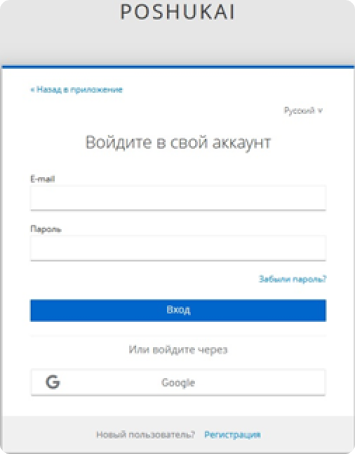 POSHUKAI
« Назад в приложение
Русский
Войдите в свой аккаунт
E-mail
Пароль
Забыли пароль?
Вход
Или войдите через
Google
Новый пользователь? Регистрация